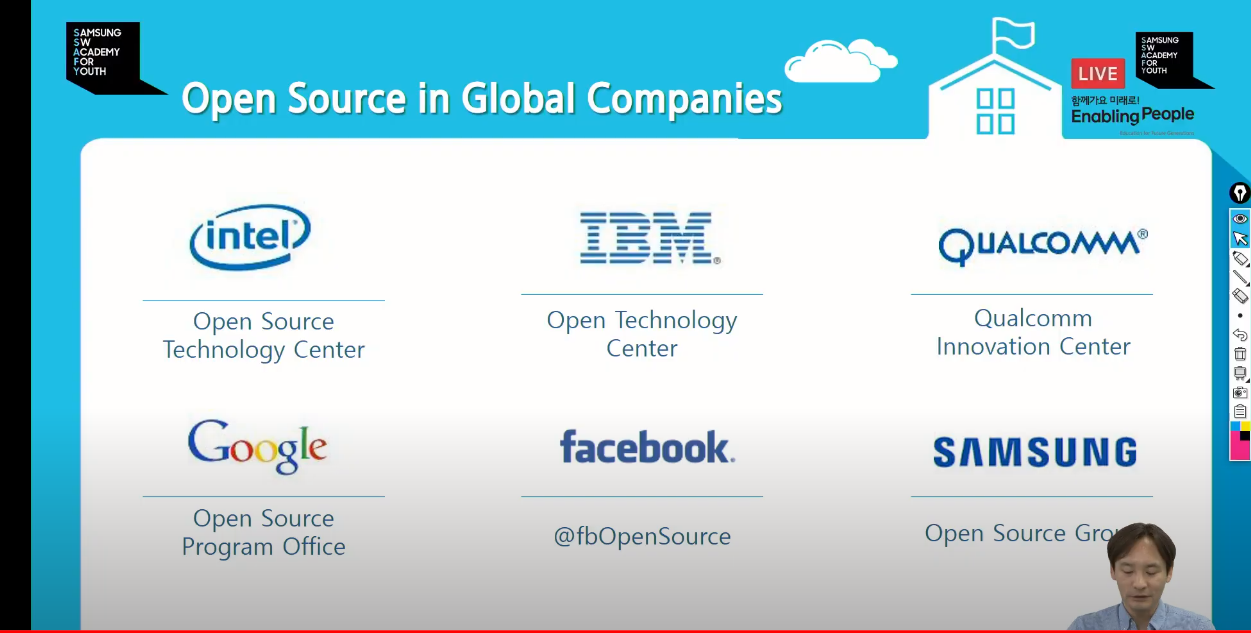 SAMSUNG
SW
ACADEMY
FOR
YOUTH
Open Source in Global Companies
LIVE
SAMSUNG
SW
ACADEMY
FOR
YOUTH
함께가요 미래로!
Enabling People
intel®
IBM®
QUALCOMM®
Open Source
Technology Center
Open Technology
Center
Qualcomm
Innovation Center
Google
facebook.
SAMSUNG
Open Source
Program Office
@fbOpenSource
Open Source